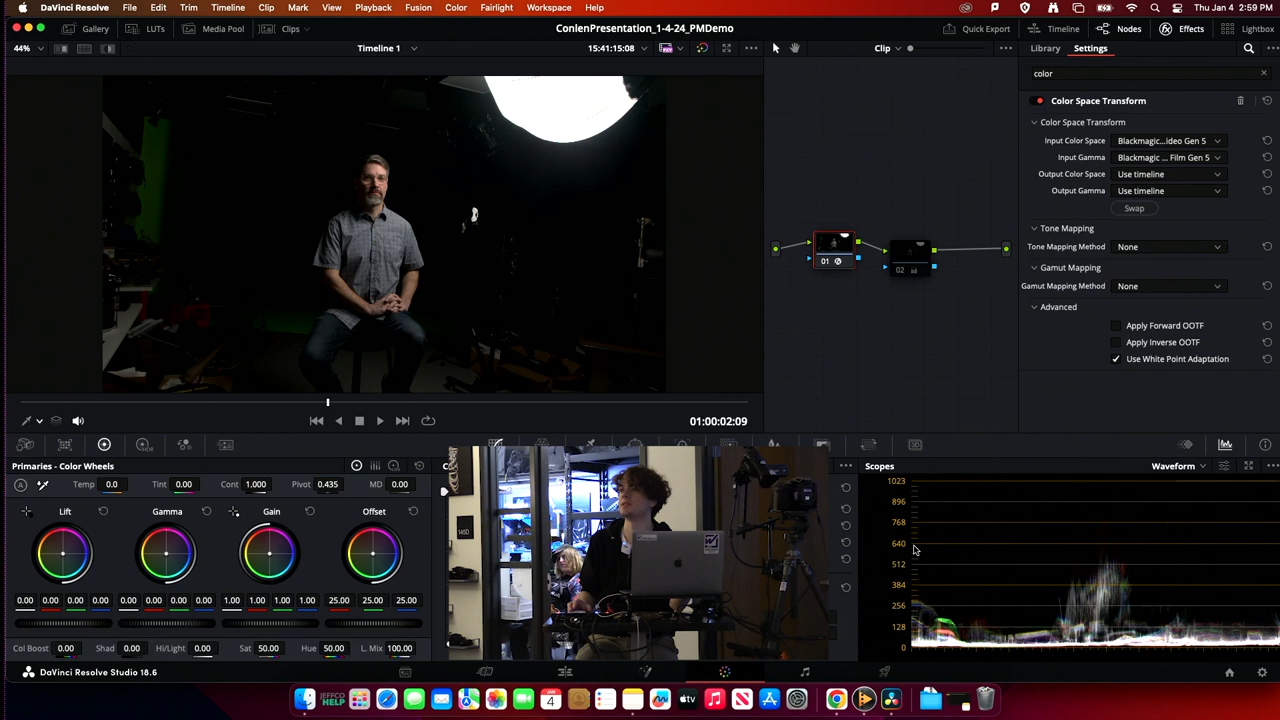 DaVinci Resolve File Edit Trim Timeline Clip Mark View Playback Fusion Color Fairlight Workspace Help Thu Jan 4 2:59 PM
Gallery LUTs Media Pool Clips ConlenPresentation_1-4-24_PMDemo Quick Export Timeline Nodes Effects Lightbox
44% Timeline 1 15:41:15:08 Clip Library Settings
color
Color Space Transform
Color Space Transform
Input Color Space Blackmagic...ideo Gen 5
Input Gamma Blackmagic ... Film Gen 5
Output Color Space Use timeline
Output Gamma Use timeline
Swap
Tone Mapping
Tone Mapping Method None
Gamut Mapping
Gamut Mapping Method None
Advanced
Apply Forward OOTF
Apply Inverse OOTF
Use White Point Adaptation
01
02
01:00:02:09
Primaries - Color Wheels
Scopes Waveform
Temp 0.0 Tint 0.00 Cont 1.000 Pivot 0.435 MD 0.00
Lift Gamma Gain Offset
0.00 0.00 0.00 0.00 0.00 0.00 0.00 0.00 1.00 1.00 1.00 1.00 25.00 25.00 25.00
Col Boost 0.00 Shad 0.00 Hi/Light 0.00 Sat 50.00 Hue 50.00 L. Mix 100.00
1023
896
768
640
512
384
256
128
0
DaVinci Resolve Studio 18.6
JEFFCO
HELP
JAN
4
tv